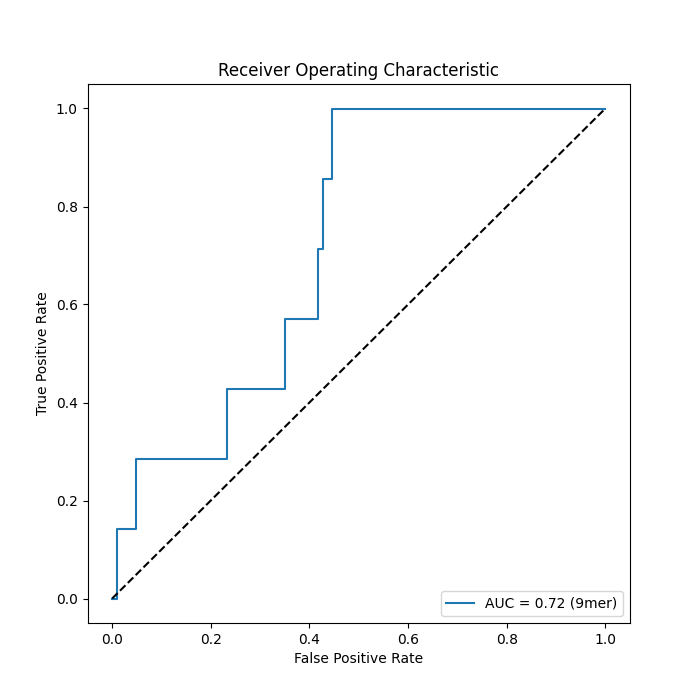 Receiver Operating Characteristic
1.0
0.8
0.6
0.4
0.2
0.0
True Positive Rate
AUC = 0.72 (9mer)
0.0 0.2 0.4 0.6 0.8 1.0
False Positive Rate